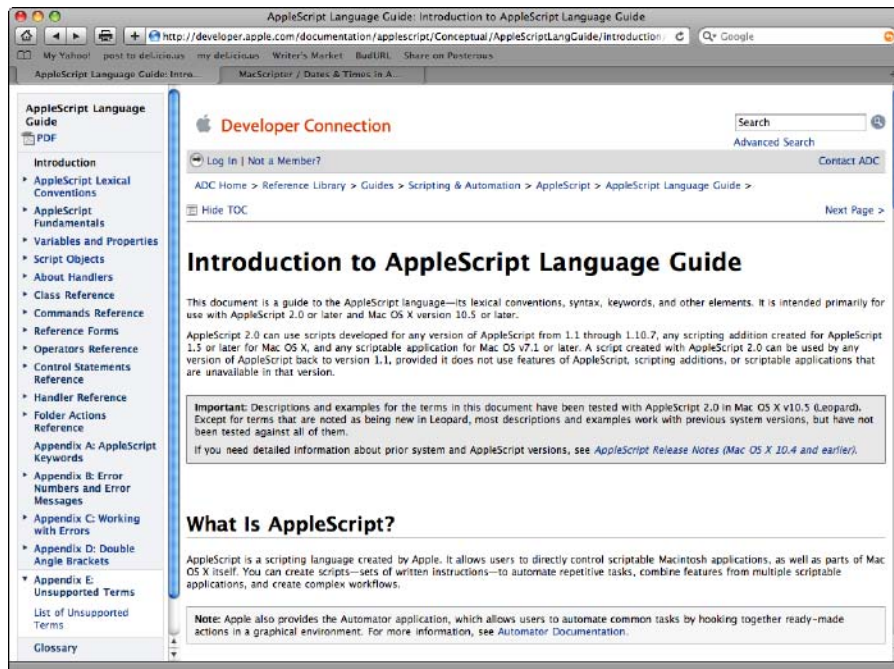 AppleScript Language Guide: Introduction to AppleScript Language Guide
http://developer.apple.com/documentation/applescript/Conceptual/AppleScriptLangGuide/introduction
Google
My Yahoo! post to del.icio.us my del.icio.us Writer's Market BudURL Share on Posterous
AppleScript Language Guide: Intro...
MacScripter / Dates & Times in A...
AppleScript Language
Guide
PDF
Introduction
AppleScript Lexical
Conventions
AppleScript
Fundamentals
Variables and Properties
Script Objects
About Handlers
Class Reference
Commands Reference
Reference Forms
Operators Reference
Control Statements
Reference
Handler Reference
Folder Actions
Reference
Appendix A: AppleScript
Keywords
Appendix B: Error
Numbers and Error
Messages
Appendix C: Working
with Errors
Appendix D: Double
Angle Brackets
Appendix E:
Unsupported Terms
List of Unsupported
Terms
Glossary
Developer Connection
Search
Advanced Search
Log In | Not a Member?
Contact ADC
ADC Home > Reference Library > Guides > Scripting & Automation > AppleScript > AppleScript Language Guide >
Hide TOC
Next Page >
Introduction to AppleScript Language Guide
This document is a guide to the AppleScript language—its lexical conventions, syntax, keywords, and other elements. It is intended primarily for
use with AppleScript 2.0 or later and Mac OS X version 10.5 or later.
AppleScript 2.0 can use scripts developed for any version of AppleScript from 1.1 through 1.10.7, any scripting addition created for AppleScript
1.5 or later for Mac OS X, and any scriptable application for Mac OS v7.1 or later. A script created with AppleScript 2.0 can be used by any
version of AppleScript back to version 1.1, provided it does not use features of AppleScript, scripting additions, or scriptable applications that
are unavailable in that version.
Important: Descriptions and examples for the terms in this document have been tested with AppleScript 2.0 in Mac OS X v10.5 (Leopard).
Except for terms that are noted as being new in Leopard, most descriptions and examples work with previous system versions, but have not
been tested against all of them.
If you need detailed information about prior system and AppleScript versions, see AppleScript Release Notes (Mac OS X 10.4 and earlier).
What Is AppleScript?
AppleScript is a scripting language created by Apple. It allows users to directly control scriptable Macintosh applications, as well as parts of Mac
OS X itself. You can create scripts—sets of written instructions—to automate repetitive tasks, combine features from multiple scriptable
applications, and create complex workflows.
Note: Apple also provides the Automator application, which allows users to automate common tasks by hooking together ready-made
actions in a graphical environment. For more information, see Automator Documentation.